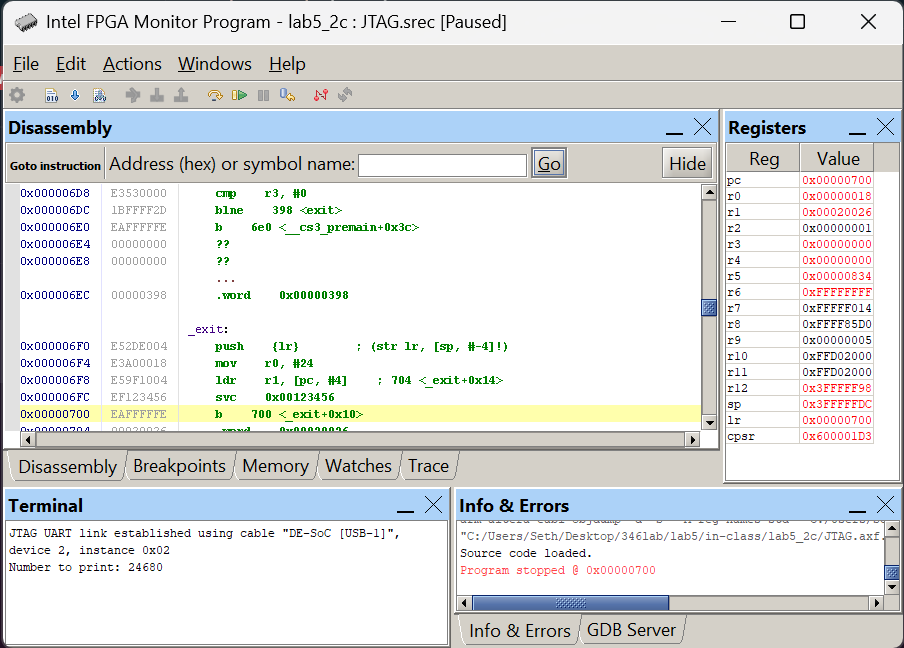 Intel FPGA Monitor Program - lab5_2c : JTAG.srec [Paused]
File Edit Actions Windows Help
Disassembly
Goto instruction Address (hex) or symbol name: Go Hide
0x000006D8 E3530000 cmp r3, #0
0x000006DC 1BFFFF2D blne 398 <exit>
0x000006E0 EAFFFFFE b 6e0 <__cs3_premain+0x3c>
0x000006E4 00000000 ??
0x000006E8 00000000 ??
...
0x000006EC 00000398 .word 0x00000398
_exit:
0x000006F0 E52DE004 push {lr} ; (str lr, [sp, #-4]!)
0x000006F4 E3A00018 mov r0, #24
0x000006F8 E59F1004 ldr r1, [pc, #4] ; 704 <_exit+0x14>
0x000006FC EF123456 svc 0x00123456
0x00000700 EAFFFFFE b 700 <_exit+0x10>
0x00000704 00020026 .word 0x00020026
Disassembly Breakpoints Memory Watches Trace
Registers
Reg Value
pc 0x00000700
r0 0x00000018
r1 0x00020026
r2 0x00000001
r3 0x00000000
r4 0x00000000
r5 0x00000834
r6 0xFFFFFFFF
r7 0xFFFFF014
r8 0xFFFF85D0
r9 0x00000005
r10 0xFFD02000
r11 0xFFD02000
r12 0x3FFFFF98
sp 0x3FFFFFDC
lr 0x00000700
cpsr 0x600001D3
Terminal
JTAG UART link established using cable "DE-SoC [USB-1]",
device 2, instance 0x02
Number to print: 24680
Info & Errors
"C:/Users/Seth/Desktop/346lab/lab5/in-class/lab5_2c/JTAG.axf.
Source code loaded.
Program stopped @ 0x00000700
Info & Errors GDB Server